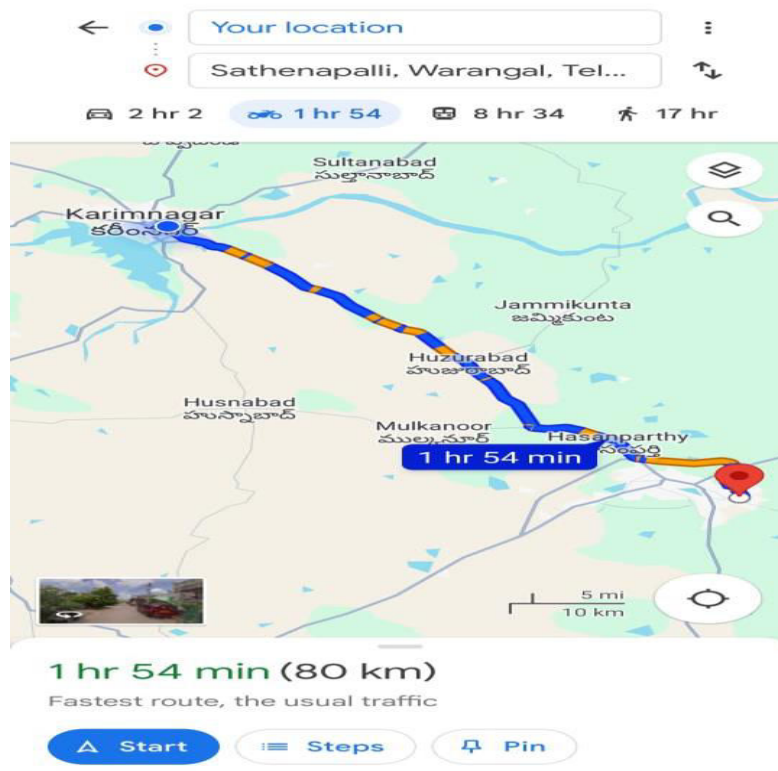 Your location
Sathenapalli, Warangal, Tel...
2 hr 2
1 hr 54
8 hr 34
17 hr
Sultanabad
సుల్తానాబాద్
Karimnagar
Jammikunta
జమ్మికుంట
Huzurabad
హుజూరాబాద్
Husnabad
హుస్నాబాద్
Mulkanoor
ముల్కనూర్
Hasanparthy
1 hr 54 min
5 mi
10 km
1 hr 54 min (80 km)
Fastest route, the usual traffic
Start
Steps
Pin